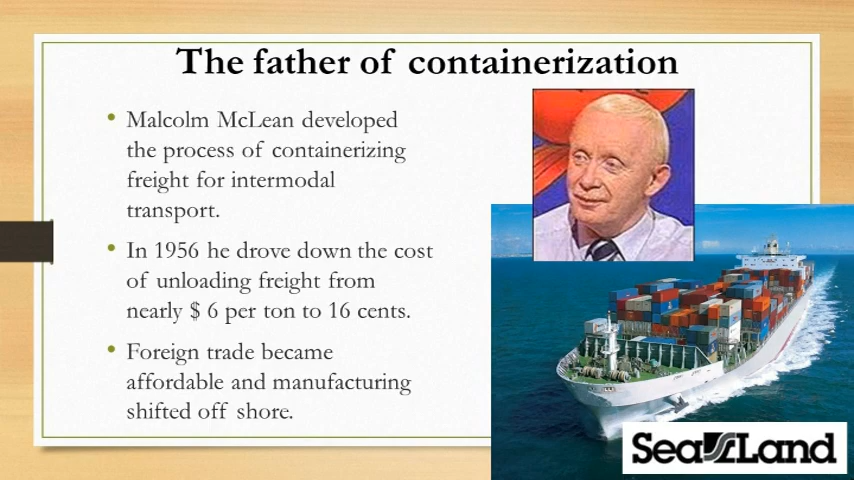 The father of containerization
• Malcolm McLean developed
the process of containerizing
freight for intermodal
transport.
• In 1956 he drove down the cost
of unloading freight from
nearly $ 6 per ton to 16 cents.
• Foreign trade became
affordable and manufacturing
shifted off shore.
Sea Land